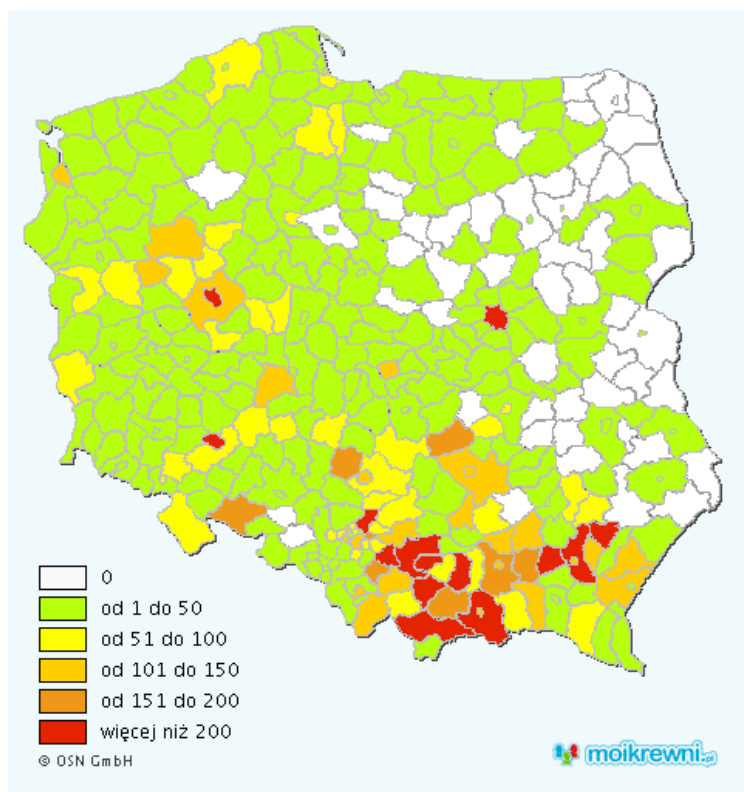 0
od 1 do 50
od 51 do 100
od 101 do 150
od 151 do 200
więcej niż 200
© OSN GmbH
moikrewni.pl